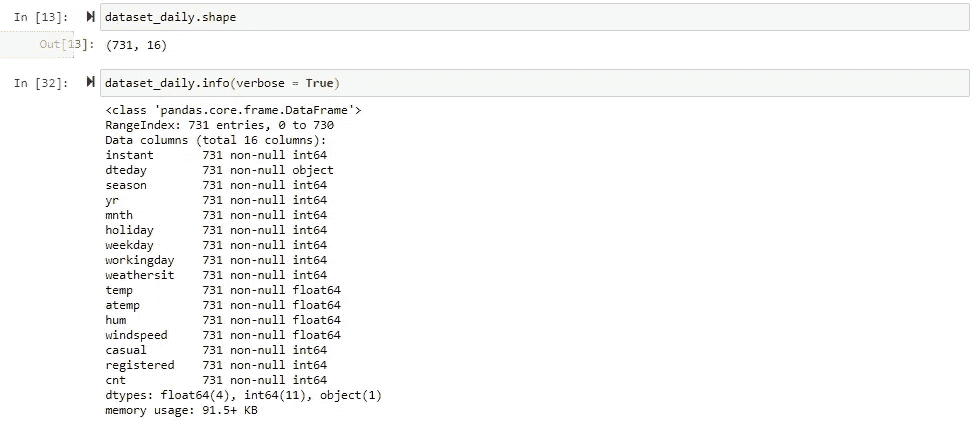 In [13]: dataset_daily.shape
Out[13]: (731, 16)
In [32]: dataset_daily.info(verbose = True)
<class 'pandas.core.frame.DataFrame'>
RangeIndex: 731 entries, 0 to 730
Data columns (total 16 columns):
instant 731 non-null int64
dteday 731 non-null object
season 731 non-null int64
yr 731 non-null int64
mnth 731 non-null int64
holiday 731 non-null int64
weekday 731 non-null int64
workingday 731 non-null int64
weathersit 731 non-null int64
temp 731 non-null float64
atemp 731 non-null float64
hum 731 non-null float64
windspeed 731 non-null float64
casual 731 non-null int64
registered 731 non-null int64
cnt 731 non-null int64
dtypes: float64(4), int64(11), object(1)
memory usage: 91.5+ KB